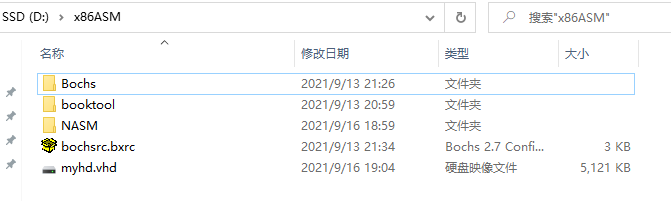 SSD (D:) › x86ASM
搜索"x86ASM"
名称 修改日期 类型 大小
Bochs 2021/9/13 21:26 文件夹
booktool 2021/9/13 20:59 文件夹
NASM 2021/9/16 18:59 文件夹
bochsrc.bxrc 2021/9/13 21:34 Bochs 2.7 Confi... 3 KB
myhd.vhd 2021/9/16 19:04 硬盘映像文件 5,121 KB